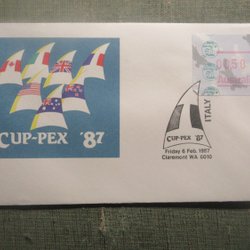 CUP-PEX '87
ITALY
CUP-PEX '87
Friday 6 Feb. 1987
Claremont WA 6010